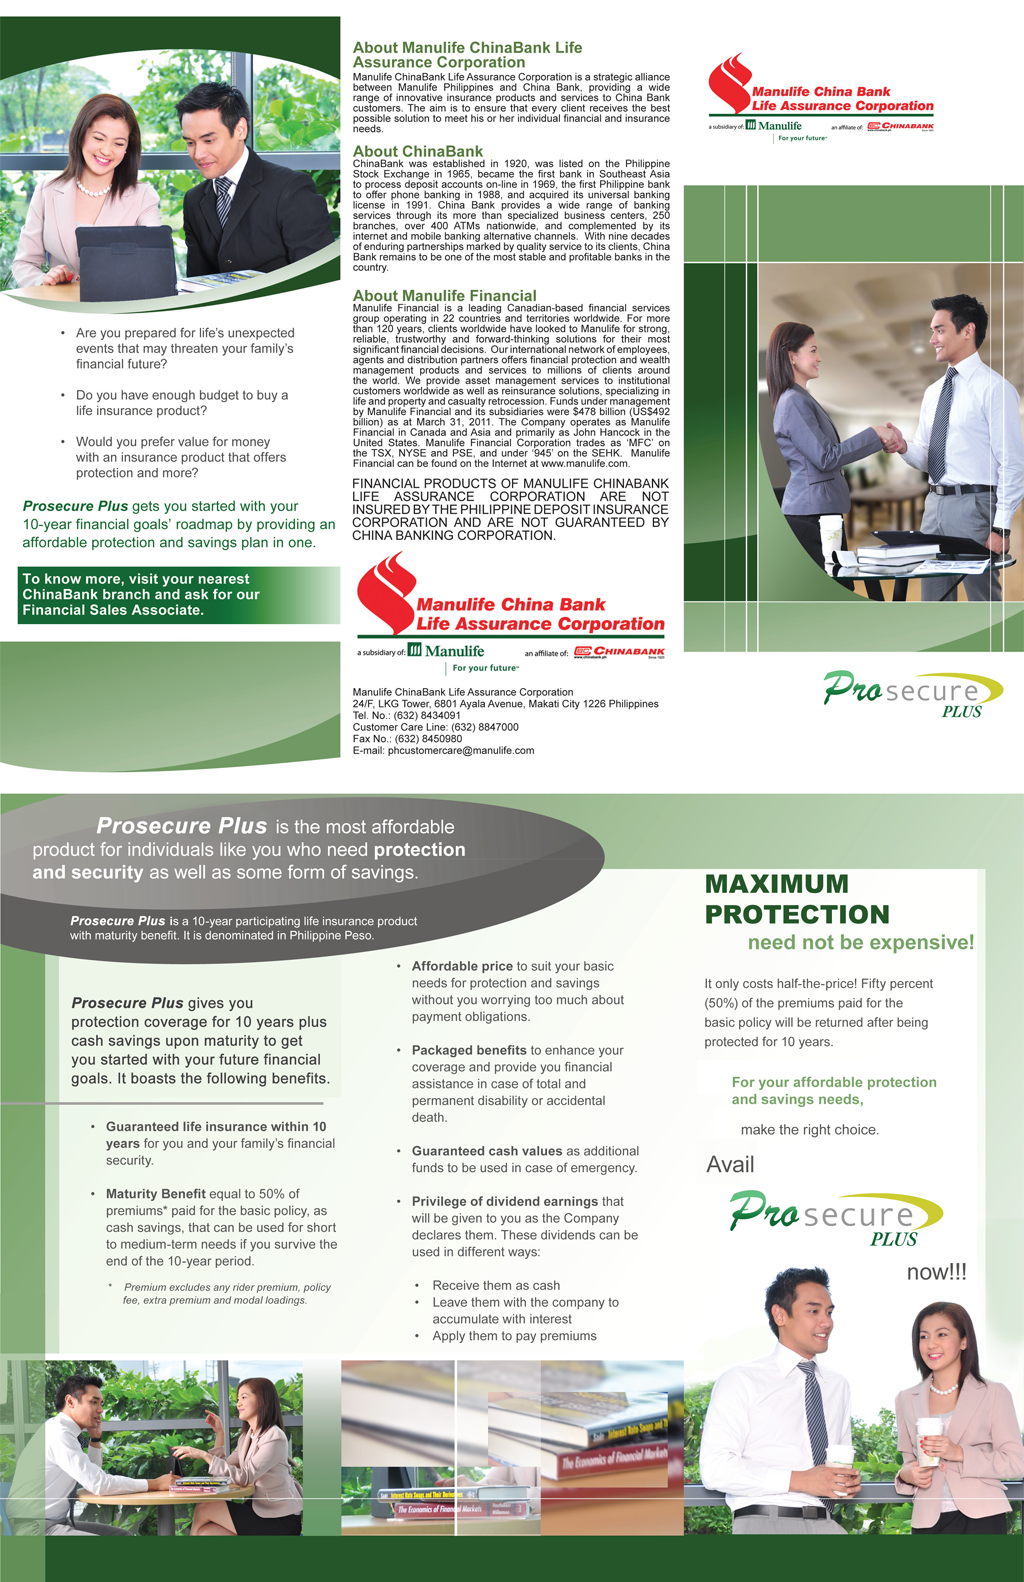 • Are you prepared for life's unexpected
events that may threaten your family's
financial future?
• Do you have enough budget to buy a
life insurance product?
• Would you prefer value for money
with an insurance product that offers
protection and more?
Prosecure Plus gets you started with your
10-year financial goals' roadmap by providing an
affordable protection and savings plan in one.
To know more, visit your nearest
ChinaBank branch and ask for our
Financial Sales Associate.
About Manulife ChinaBank Life
Assurance Corporation
Manulife ChinaBank Life Assurance Corporation is a strategic alliance
between Manulife Philippines and China Bank, providing a wide
range of innovative insurance products and services to China Bank
customers. The aim is to ensure that every client receives the best
possible solution to meet his or her individual financial and insurance
needs.
About ChinaBank
ChinaBank was established in 1920, was listed on the Philippine
Stock Exchange in 1965, became the first bank in Southeast Asia
to process deposit accounts on-line in 1969, the first Philippine bank
to offer phone banking in 1988, and acquired its universal banking
license in 1991. China Bank provides a wide range of banking
services through its more than specialized business centers, 250
branches, over 400 ATMs nationwide, and complemented by its
internet and mobile banking alternative channels. With nine decades
of enduring partnerships marked by quality service to its clients, China
Bank remains to be one of the most stable and profitable banks in the
country.
About Manulife Financial
Manulife Financial is a leading Canadian-based financial services
group operating in 22 countries and territories worldwide. For more
than 120 years, clients worldwide have looked to Manulife for strong,
reliable, trustworthy and forward-thinking solutions for their most
significant financial decisions. Our international network of employees,
agents and distribution partners offers financial protection and wealth
management products and services to millions of clients around
the world. We provide asset management services to institutional
customers worldwide as well as reinsurance solutions, specializing in
life and property and casualty retrocession. Funds under management
by Manulife Financial and its subsidiaries were $478 billion (US$492
billion) as at March 31, 2011. The Company operates as Manulife
Financial in Canada and Asia and primarily as John Hancock in the
United States. Manulife Financial Corporation trades as 'MFC' on
the TSX, NYSE and PSE, and under '945' on the SEHK. Manulife
Financial can be found on the Internet at www.manulife.com.
FINANCIAL PRODUCTS OF MANULIFE CHINABANK
LIFE ASSURANCE CORPORATION ARE NOT
INSURED BY THE PHILIPPINE DEPOSIT INSURANCE
CORPORATION AND ARE NOT GUARANTEED BY
CHINA BANKING CORPORATION.
Manulife China Bank
Life Assurance Corporation
a subsidiary of: Manulife an affiliate of: CHINABANK
www.chinabank.ph Since 1920
For your future™
Manulife ChinaBank Life Assurance Corporation
24/F, LKG Tower, 6801 Ayala Avenue, Makati City 1226 Philippines
Tel. No.: (632) 8434091
Customer Care Line: (632) 8847000
Fax No.: (632) 8450980
E-mail: phcustomercare@manulife.com
Manulife China Bank
Life Assurance Corporation
a subsidiary of: Manulife an affiliate of: CHINABANK
www.chinabank.ph Since 1920
For your future™
Prosecure
PLUS
Prosecure Plus is the most affordable
product for individuals like you who need protection
and security as well as some form of savings.
Prosecure Plus is a 10-year participating life insurance product
with maturity benefit. It is denominated in Philippine Peso.
Prosecure Plus gives you
protection coverage for 10 years plus
cash savings upon maturity to get
you started with your future financial
goals. It boasts the following benefits.
• Guaranteed life insurance within 10
years for you and your family's financial
security.
• Maturity Benefit equal to 50% of
premiums* paid for the basic policy, as
cash savings, that can be used for short
to medium-term needs if you survive the
end of the 10-year period.
* Premium excludes any rider premium, policy
fee, extra premium and modal loadings.
• Affordable price to suit your basic
needs for protection and savings
without you worrying too much about
payment obligations.
• Packaged benefits to enhance your
coverage and provide you financial
assistance in case of total and
permanent disability or accidental
death.
• Guaranteed cash values as additional
funds to be used in case of emergency.
• Privilege of dividend earnings that
will be given to you as the Company
declares them. These dividends can be
used in different ways:
• Receive them as cash
• Leave them with the company to
accumulate with interest
• Apply them to pay premiums
MAXIMUM
PROTECTION
need not be expensive!
It only costs half-the-price! Fifty percent
(50%) of the premiums paid for the
basic policy will be returned after being
protected for 10 years.
For your affordable protection
and savings needs,
make the right choice.
Avail
Prosecure
PLUS
now!!!
Interest Rate Swaps and
The Economics of Financial Markets
Interest Rate Swaps and Their Derivatives
The Economics of Financial Markets